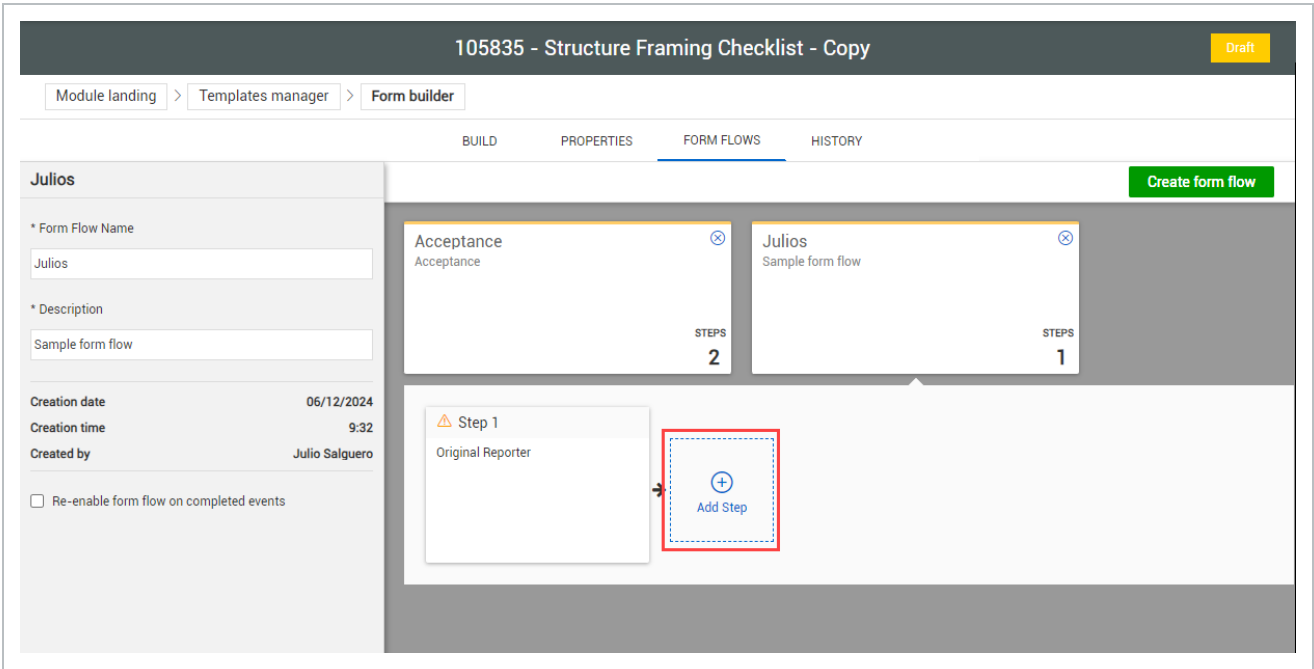 105835 - Structure Framing Checklist - Copy
Draft
Module landing > Templates manager > Form builder
BUILD PROPERTIES FORM FLOWS HISTORY
Julios
Create form flow
* Form Flow Name
Julios
* Description
Sample form flow
Creation date 06/12/2024
Creation time 9:32
Created by Julio Salguero
Re-enable form flow on completed events
Acceptance
Acceptance
STEPS
2
Julios
Sample form flow
STEPS
1
Step 1
Original Reporter
Add Step